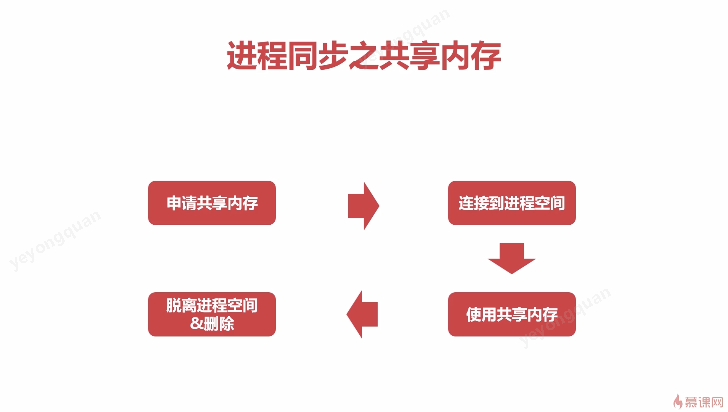 yeyongquan
进程同步之共享内存
申请共享内存
连接到进程空间
yeyongquan
脱离进程空间
&删除
使用共享内存
yeyongquan
慕课网